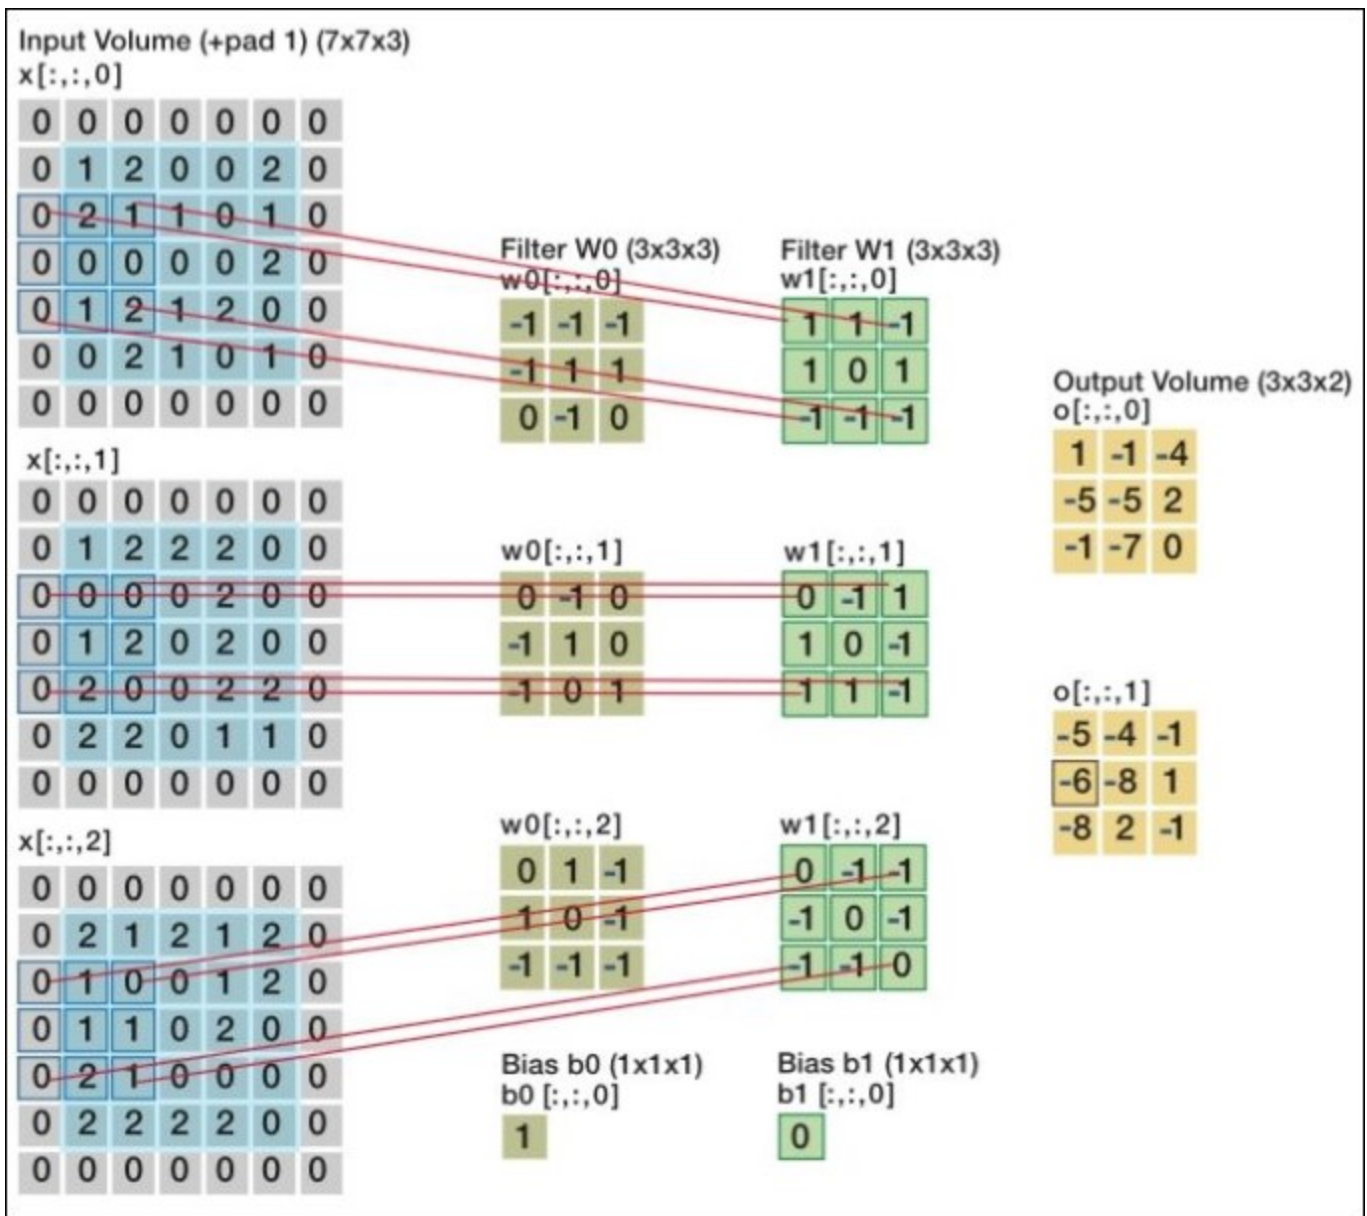 Input Volume (+pad 1) (7x7x3)
x[:,:,0]
0 0 0 0 0 0 0
0 1 2 0 0 2 0
0 2 1 1 0 1 0
0 0 0 0 0 2 0
0 1 2 1 2 0 0
0 0 2 1 0 1 0
0 0 0 0 0 0 0
x[:,:,1]
0 0 0 0 0 0 0
0 1 2 2 2 0 0
0 0 0 0 2 0 0
0 1 2 0 2 0 0
0 2 0 0 2 2 0
0 2 2 0 1 1 0
0 0 0 0 0 0 0
x[:,:,2]
0 0 0 0 0 0 0
0 2 1 2 1 2 0
0 1 0 0 1 2 0
0 1 1 0 2 0 0
0 2 1 0 0 0 0
0 2 2 2 2 0 0
0 0 0 0 0 0 0
Filter W0 (3x3x3)
w0[:,:,0]
-1 -1 -1
-1 1 1
0 -1 0
w0[:,:,1]
0 -1 0
-1 1 0
-1 0 1
w0[:,:,2]
0 1 -1
1 0 -1
-1 -1 -1
Bias b0 (1x1x1)
b0 [:,:,0]
1
Filter W1 (3x3x3)
w1[:,:,0]
1 1 -1
1 0 1
-1 -1 -1
w1[:,:,1]
0 -1 1
1 0 -1
1 1 -1
w1[:,:,2]
0 -1 -1
-1 0 -1
-1 -1 0
Bias b1 (1x1x1)
b1 [:,:,0]
0
Output Volume (3x3x2)
o[:,:,0]
1 -1 -4
-5 -5 2
-1 -7 0
o[:,:,1]
-5 -4 -1
-6 -8 1
-8 2 -1